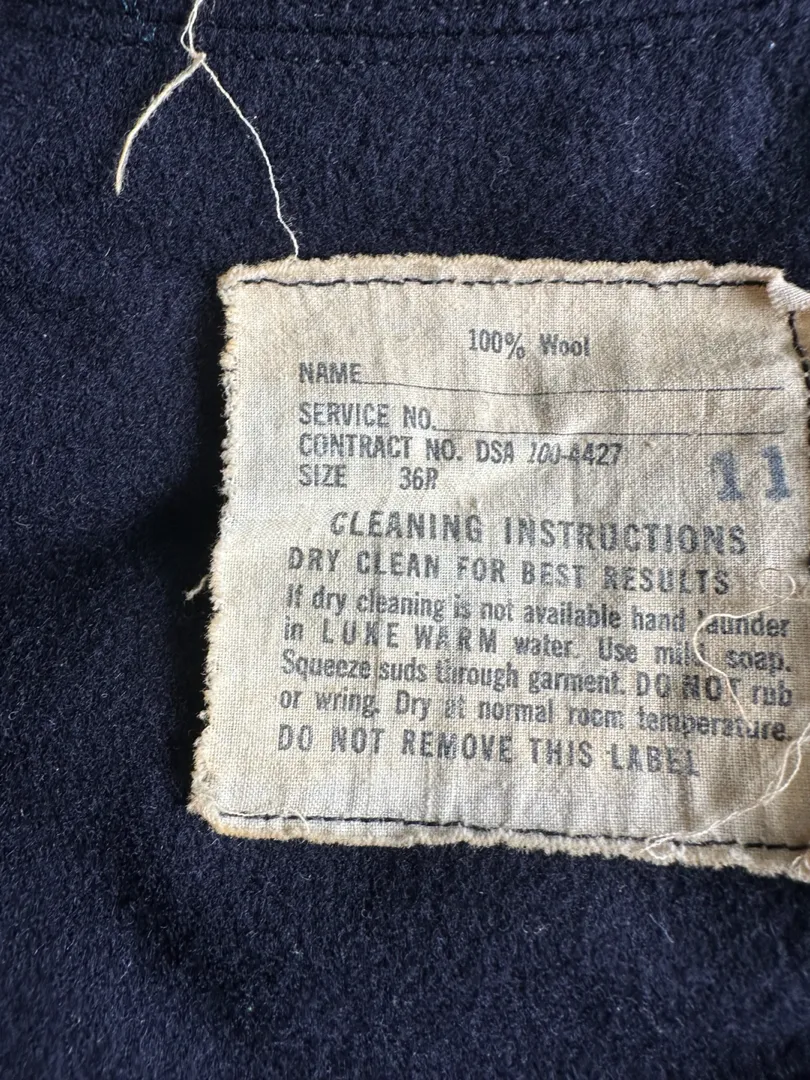 100% Wool
NAME
SERVICE NO.
CONTRACT NO. DSA 100-4427
SIZE 36R
11
CLEANING INSTRUCTIONS
DRY CLEAN FOR BEST RESULTS
If dry cleaning is not available hand launder
in LUKE WARM water. Use mild soap.
Squeeze suds through garment. DO NOT rub
or wring. Dry at normal room temperature.
DO NOT REMOVE THIS LABEL